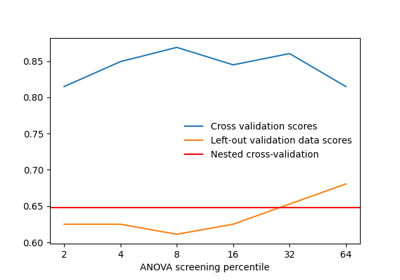 0.85
0.80
0.75
0.70
0.65
0.60
Cross validation scores
Left-out validation data scores
Nested cross-validation
2 4 8 16 32 64
ANOVA screening percentile